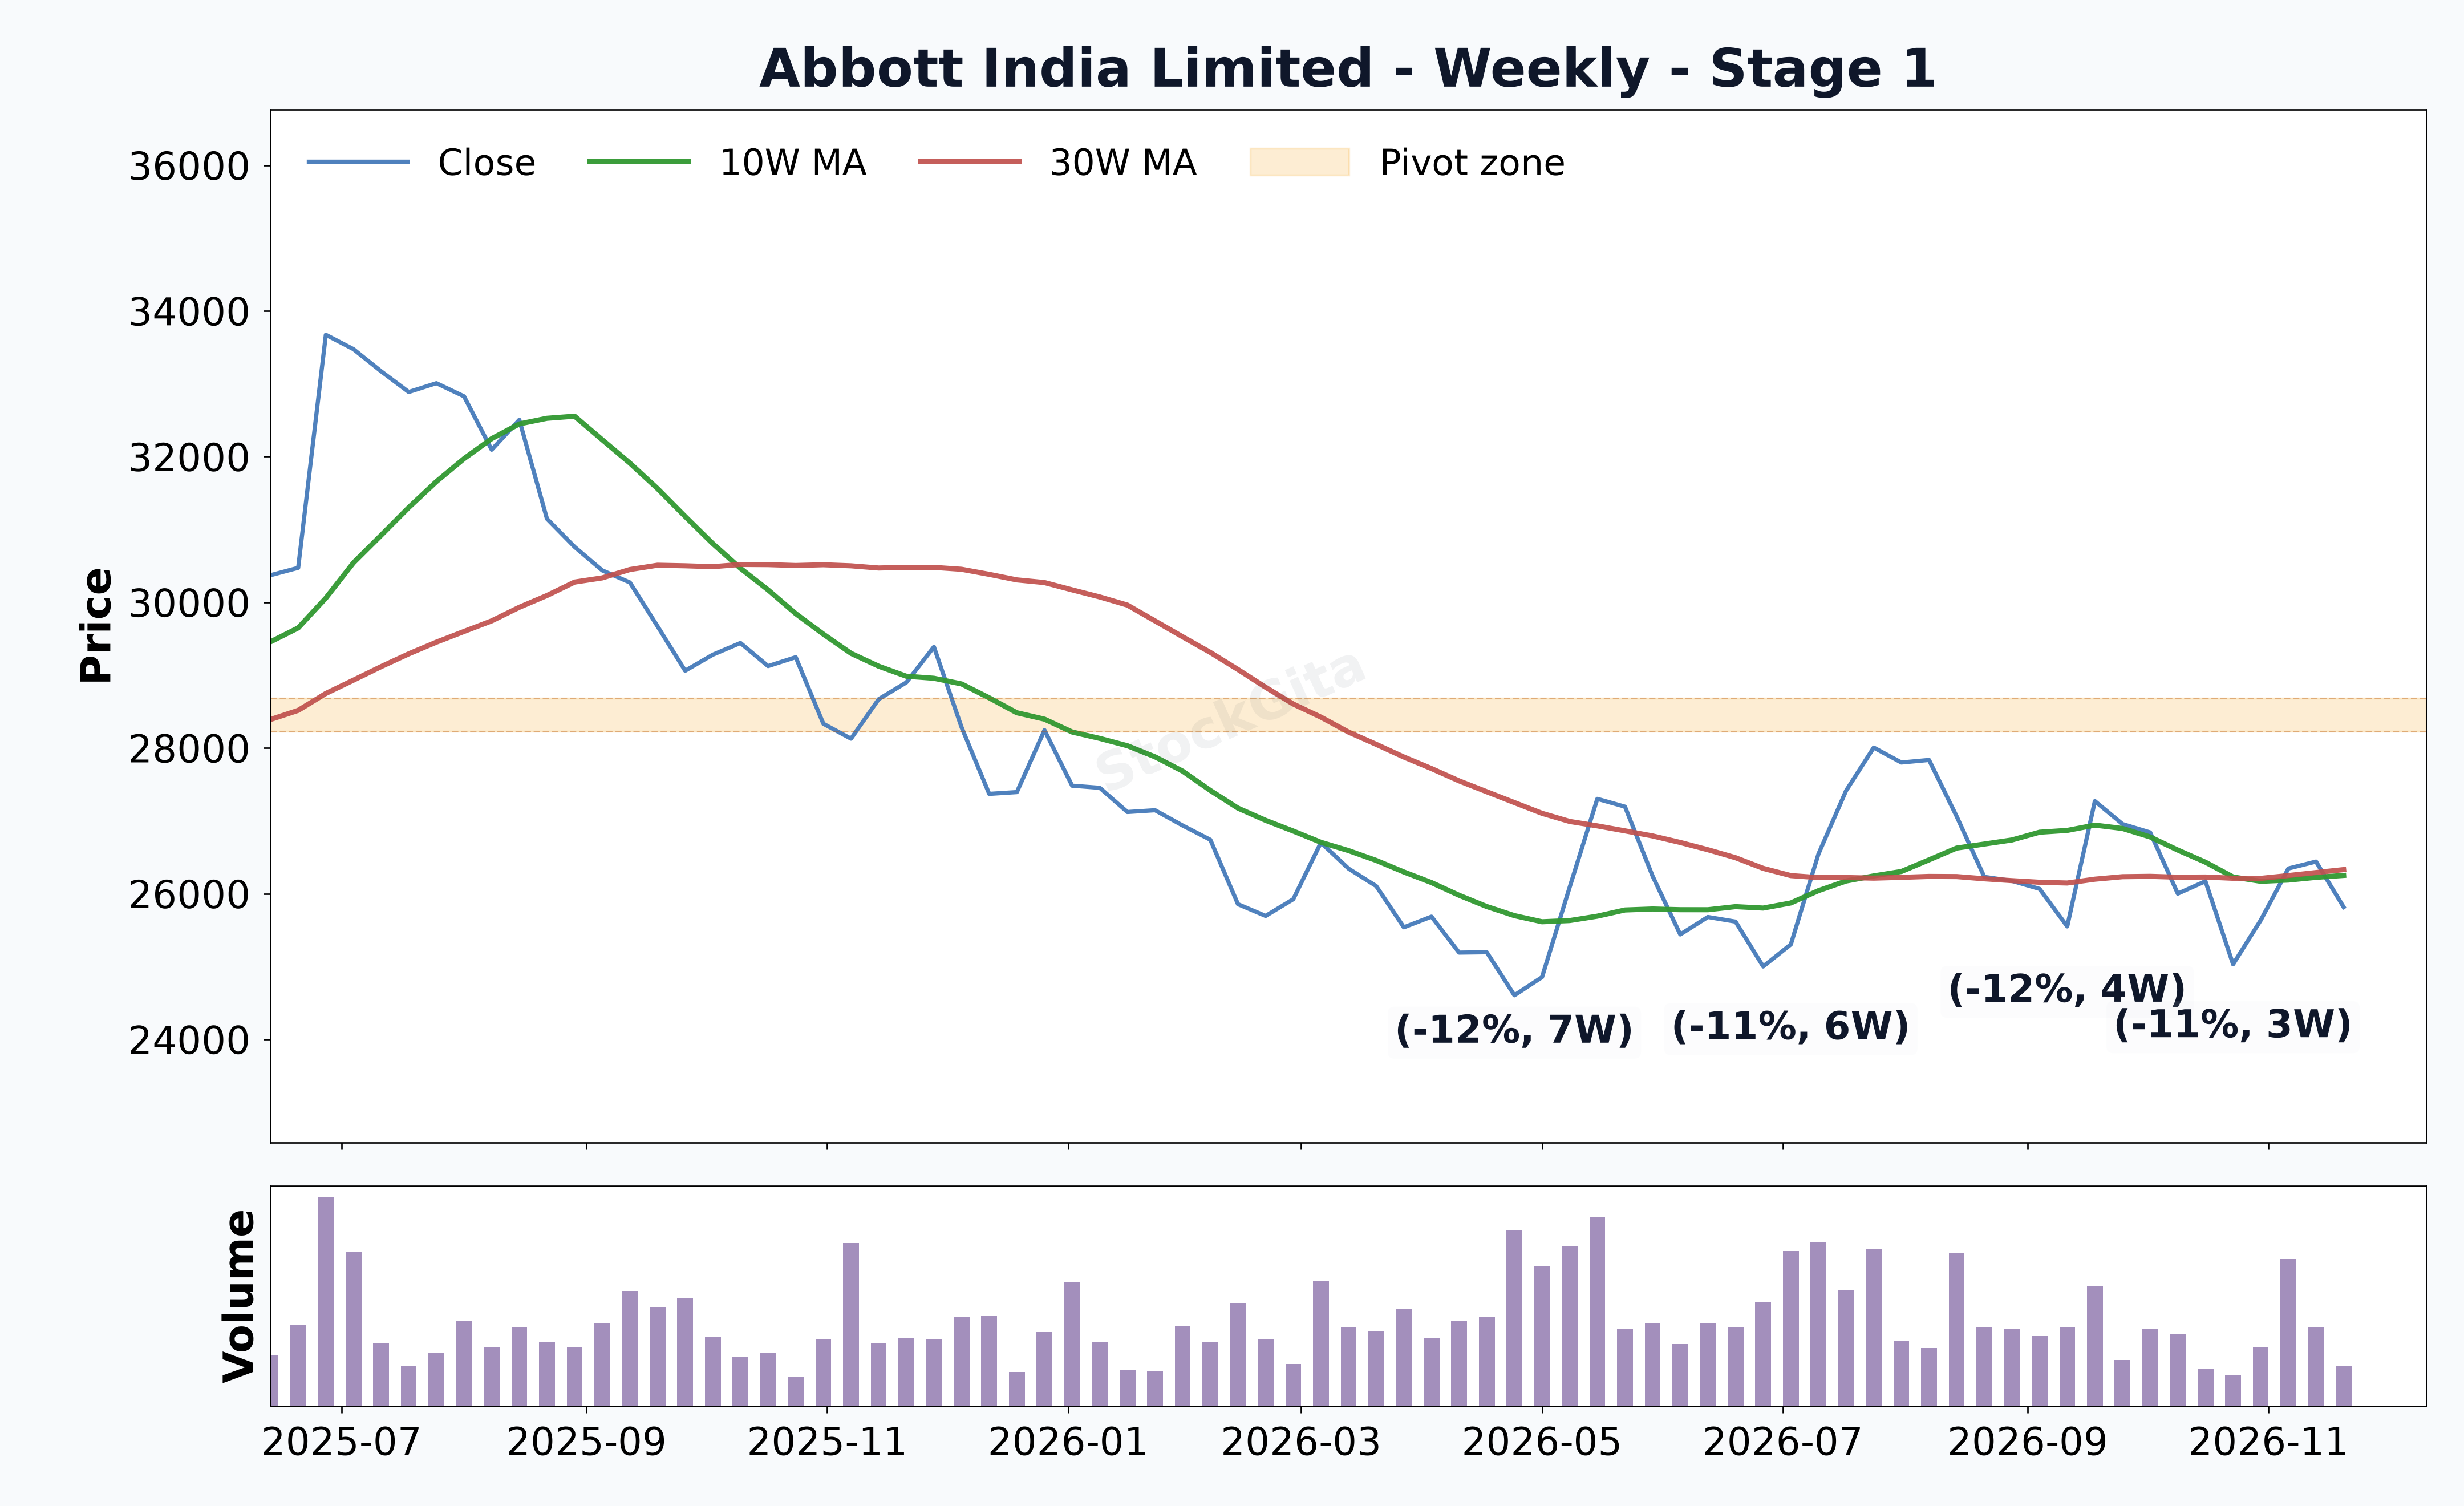 Abbott India Limited - Weekly - Stage 1
Close 10W MA 30W MA Pivot zone
36000
34000
32000
30000
28000
26000
24000
Price
StockGita
(-12%, 7W)
(-11%, 6W)
(-12%, 4W)
(-11%, 3W)
Volume
2025-07 2025-09 2025-11 2026-01 2026-03 2026-05 2026-07 2026-09 2026-11